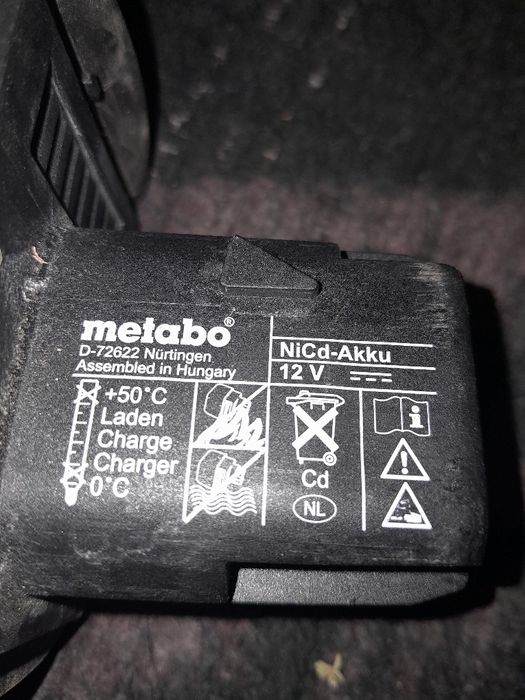 metabo®
D-72622 Nürtingen
Assembled in Hungary
NiCd-Akku
12 V
+50°C
Laden
Charge
Charger
0°C
Cd
NL
i
!